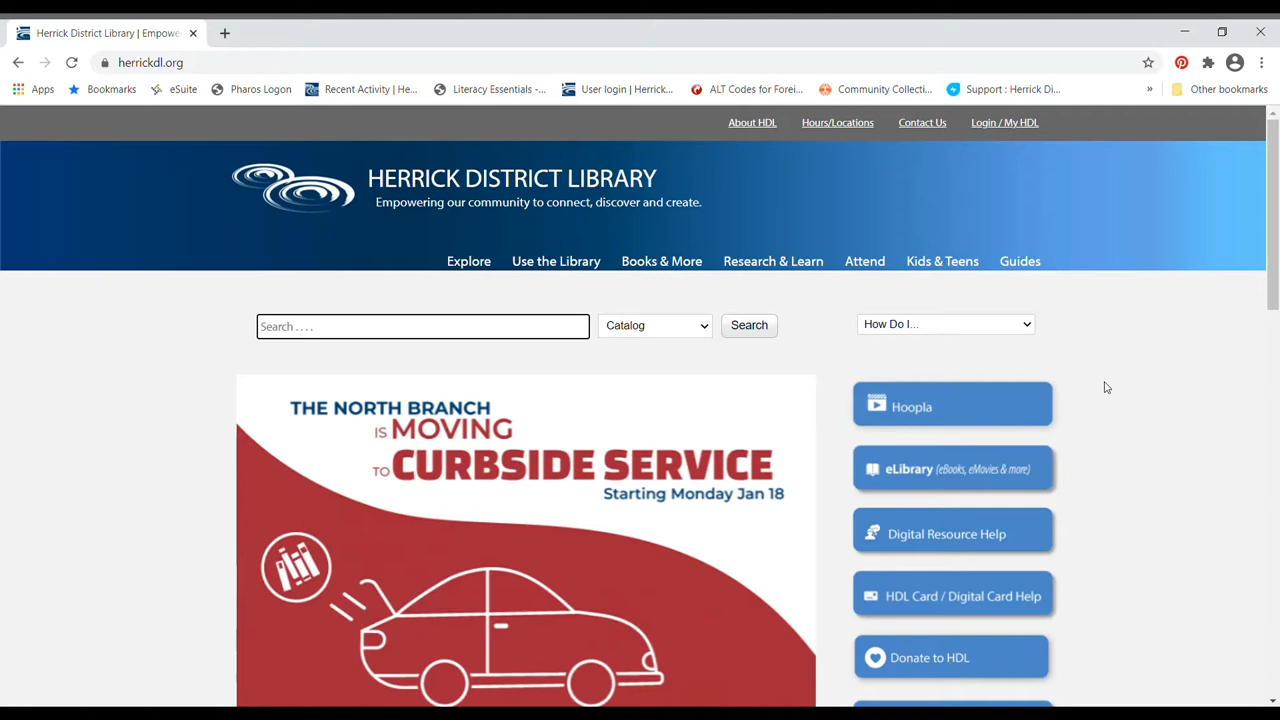 Herrick District Library | Empowe
herrickdl.org
Apps Bookmarks eSuite Pharos Logon Recent Activity | He... Literacy Essentials -... User login | Herrick... ALT Codes for Forei... Community Collecti... Support : Herrick Di... » Other bookmarks
About HDL Hours/Locations Contact Us Login / My HDL
HERRICK DISTRICT LIBRARY
Empowering our community to connect, discover and create.
Explore Use the Library Books & More Research & Learn Attend Kids & Teens Guides
Search . . . . Catalog Search How Do I...
THE NORTH BRANCH
IS MOVING
TO CURBSIDE SERVICE
Starting Monday Jan 18
Hoopla
eLibrary (eBooks, eMovies & more)
Digital Resource Help
HDL Card / Digital Card Help
Donate to HDL